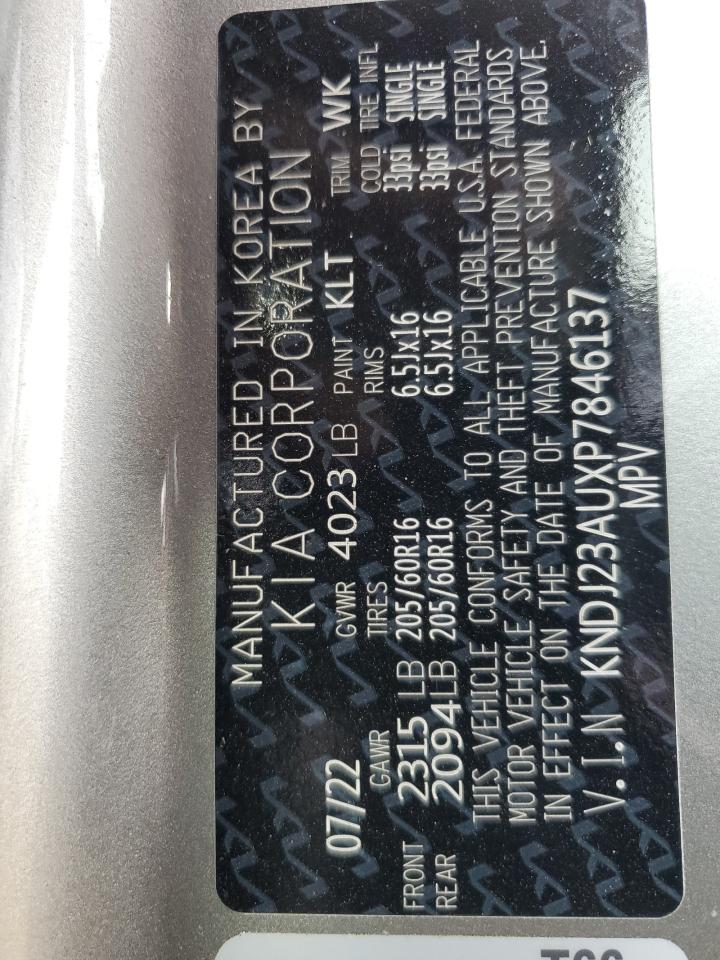 MANUFACTURED IN KOREA BY
KIA CORPORATION
07/22 GVWR 4023 LB PAINT KLT TRIM WK
GAWR TIRES RIMS COLD TIRE INFL
FRONT 2315 LB 205/60R16 6.5Jx16 33psi SINGLE
REAR 2094LB 205/60R16 6.5Jx16 33psi SINGLE
THIS VEHICLE CONFORMS TO ALL APPLICABLE U.S.A. FEDERAL
MOTOR VEHICLE SAFETY AND THEFT PREVENTION STANDARDS
IN EFFECT ON THE DATE OF MANUFACTURE SHOWN ABOVE.
V.I.N KNDJ23AUXP7846137
MPV